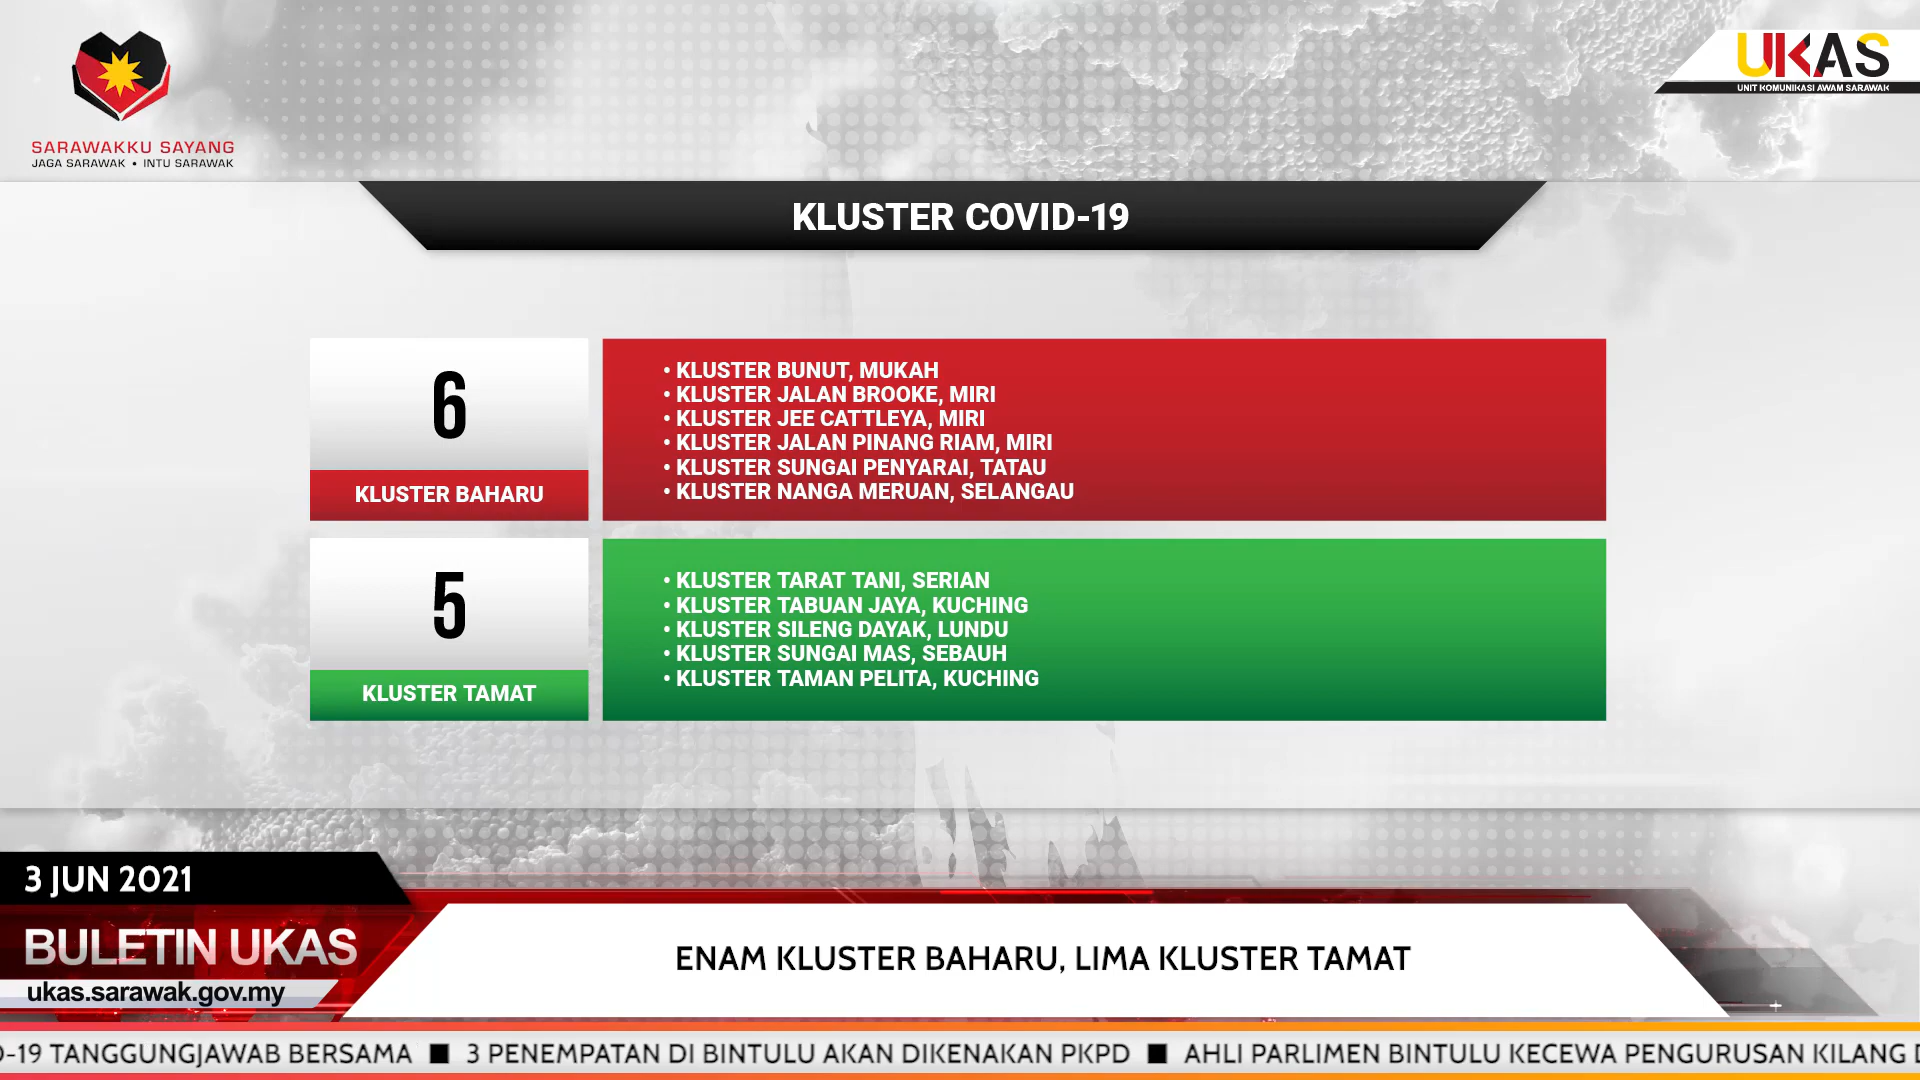 SARAWAKKU SAYANG
JAGA SARAWAK • INTU SARAWAK
UKAS
UNIT KOMUNIKASI AWAM SARAWAK
KLUSTER COVID-19
6
KLUSTER BAHARU
• KLUSTER BUNUT, MUKAH
• KLUSTER JALAN BROOKE, MIRI
• KLUSTER JEE CATTLEYA, MIRI
• KLUSTER JALAN PINANG RIAM, MIRI
• KLUSTER SUNGAI PENYARAI, TATAU
• KLUSTER NANGA MERUAN, SELANGAU
5
KLUSTER TAMAT
• KLUSTER TARAT TANI, SERIAN
• KLUSTER TABUAN JAYA, KUCHING
• KLUSTER SILENG DAYAK, LUNDU
• KLUSTER SUNGAI MAS, SEBAUH
• KLUSTER TAMAN PELITA, KUCHING
3 JUN 2021
BULETIN UKAS
ukas.sarawak.gov.my
ENAM KLUSTER BAHARU, LIMA KLUSTER TAMAT
-19 TANGGUNGJAWAB BERSAMA ■ 3 PENEMPATAN DI BINTULU AKAN DIKENAKAN PKPD ■ AHLI PARLIMEN BINTULU KECEWA PENGURUSAN KILANG